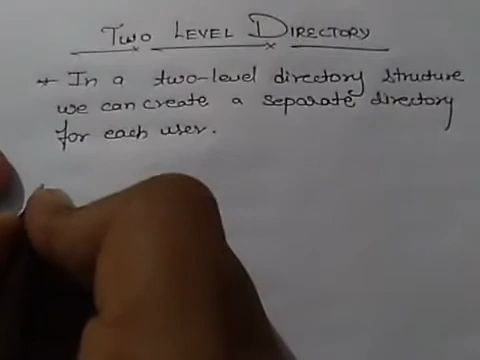 TWO LEVEL DIRECTORY
* In a two-level directory structure
we can create a separate directory
for each user.